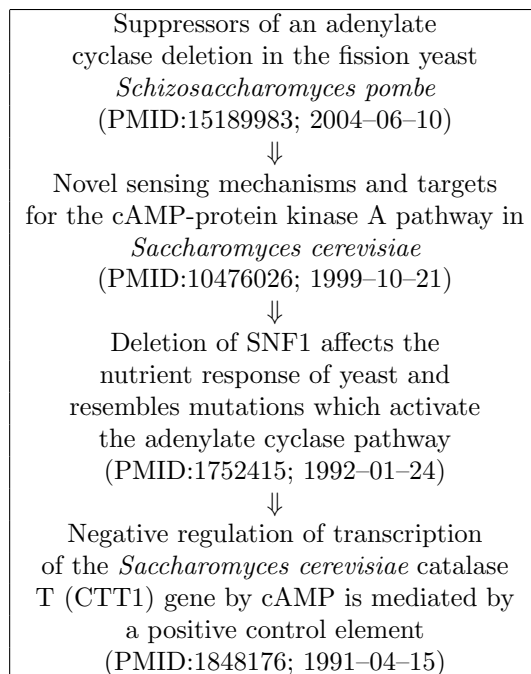 Suppressors of an adenylate
cyclase deletion in the fission yeast
Schizosaccharomyces pombe
(PMID:15189983; 2004–06–10)
⇓
Novel sensing mechanisms and targets
for the cAMP-protein kinase A pathway in
Saccharomyces cerevisiae
(PMID:10476026; 1999–10–21)
⇓
Deletion of SNF1 affects the
nutrient response of yeast and
resembles mutations which activate
the adenylate cyclase pathway
(PMID:1752415; 1992–01–24)
⇓
Negative regulation of transcription
of the Saccharomyces cerevisiae catalase
T (CTT1) gene by cAMP is mediated by
a positive control element
(PMID:1848176; 1991–04–15)